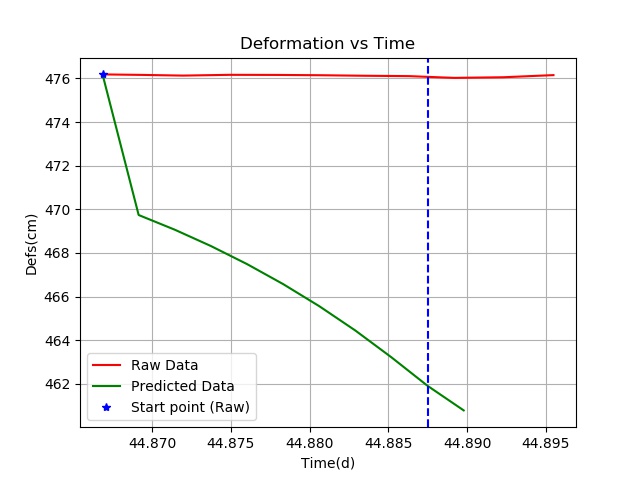 Deformation vs Time
Defs(cm)
476
474
472
470
468
466
464
462
Raw Data
Predicted Data
Start point (Raw)
44.870 44.875 44.880 44.885 44.890 44.895
Time(d)